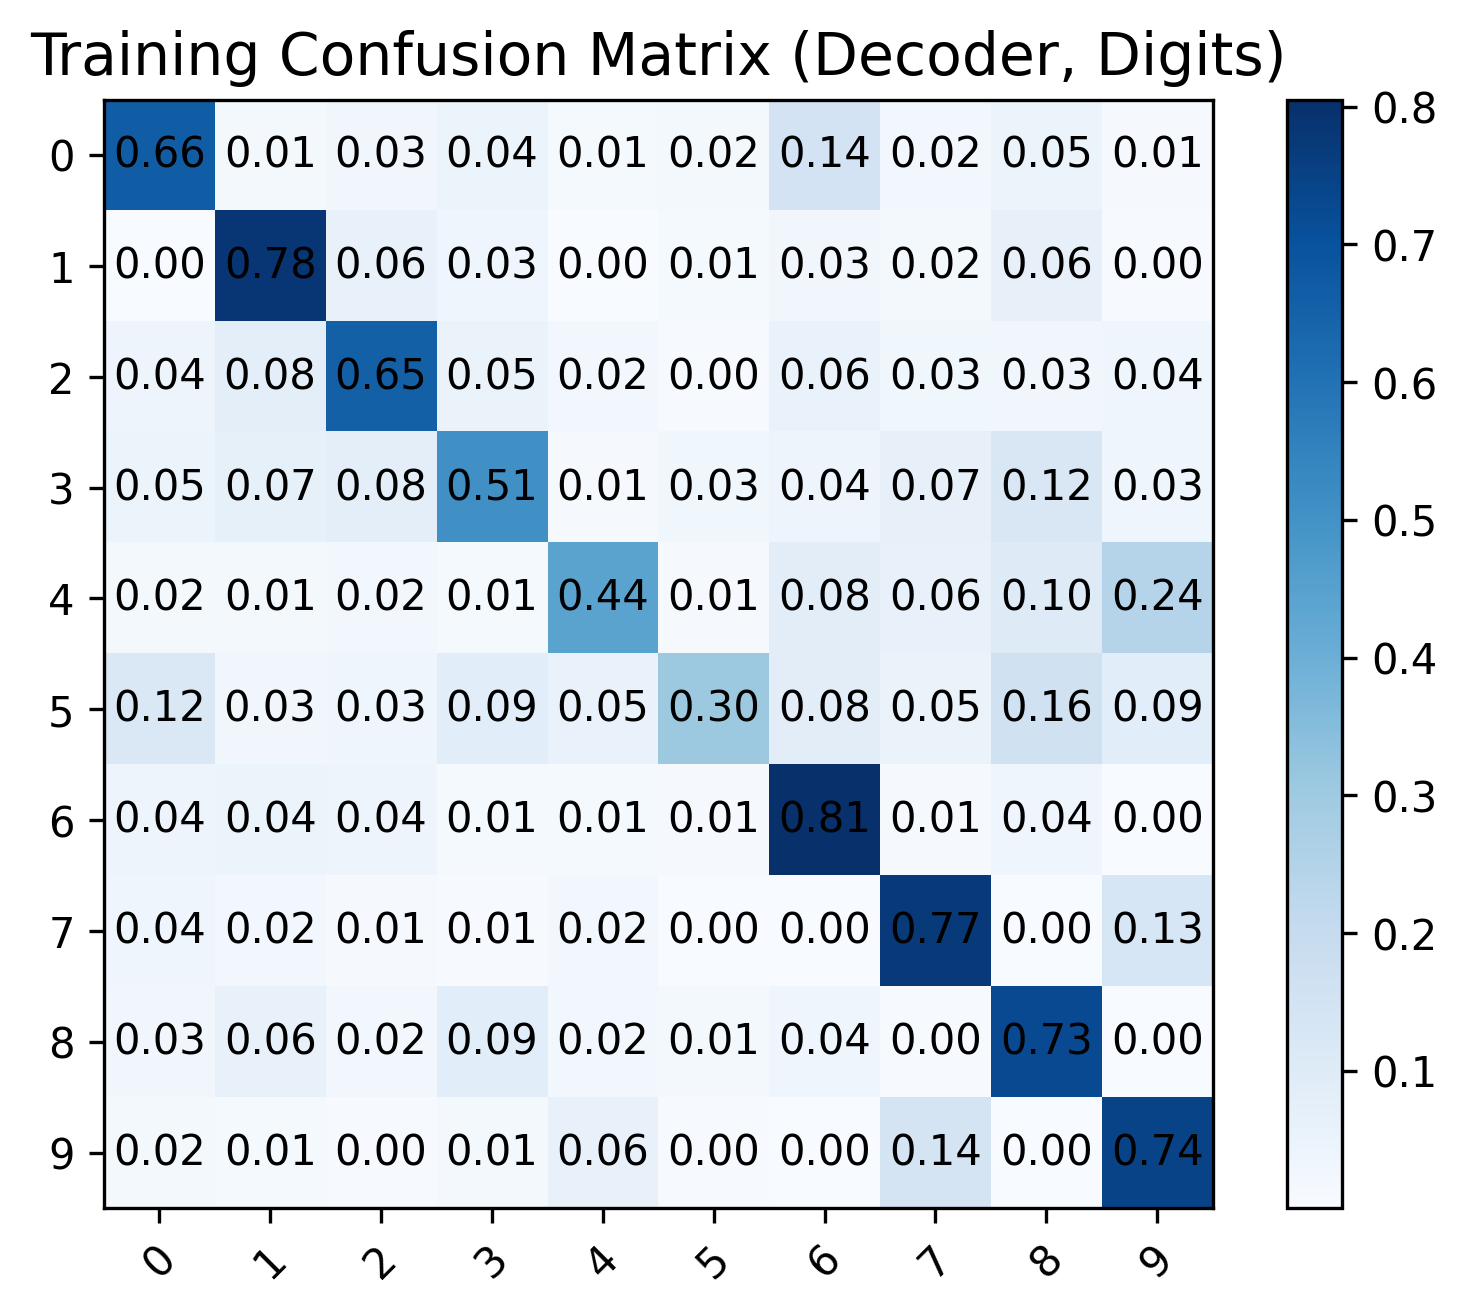 Training Confusion Matrix (Decoder, Digits)
0 0.66 0.01 0.03 0.04 0.01 0.02 0.14 0.02 0.05 0.01
1 0.00 0.78 0.06 0.03 0.00 0.01 0.03 0.02 0.06 0.00
2 0.04 0.08 0.65 0.05 0.02 0.00 0.06 0.03 0.03 0.04
3 0.05 0.07 0.08 0.51 0.01 0.03 0.04 0.07 0.12 0.03
4 0.02 0.01 0.02 0.01 0.44 0.01 0.08 0.06 0.10 0.24
5 0.12 0.03 0.03 0.09 0.05 0.30 0.08 0.05 0.16 0.09
6 0.04 0.04 0.04 0.01 0.01 0.01 0.81 0.01 0.04 0.00
7 0.04 0.02 0.01 0.01 0.02 0.00 0.00 0.77 0.00 0.13
8 0.03 0.06 0.02 0.09 0.02 0.01 0.04 0.00 0.73 0.00
9 0.02 0.01 0.00 0.01 0.06 0.00 0.00 0.14 0.00 0.74
0 1 2 3 4 5 6 7 8 9
0.8
0.7
0.6
0.5
0.4
0.3
0.2
0.1